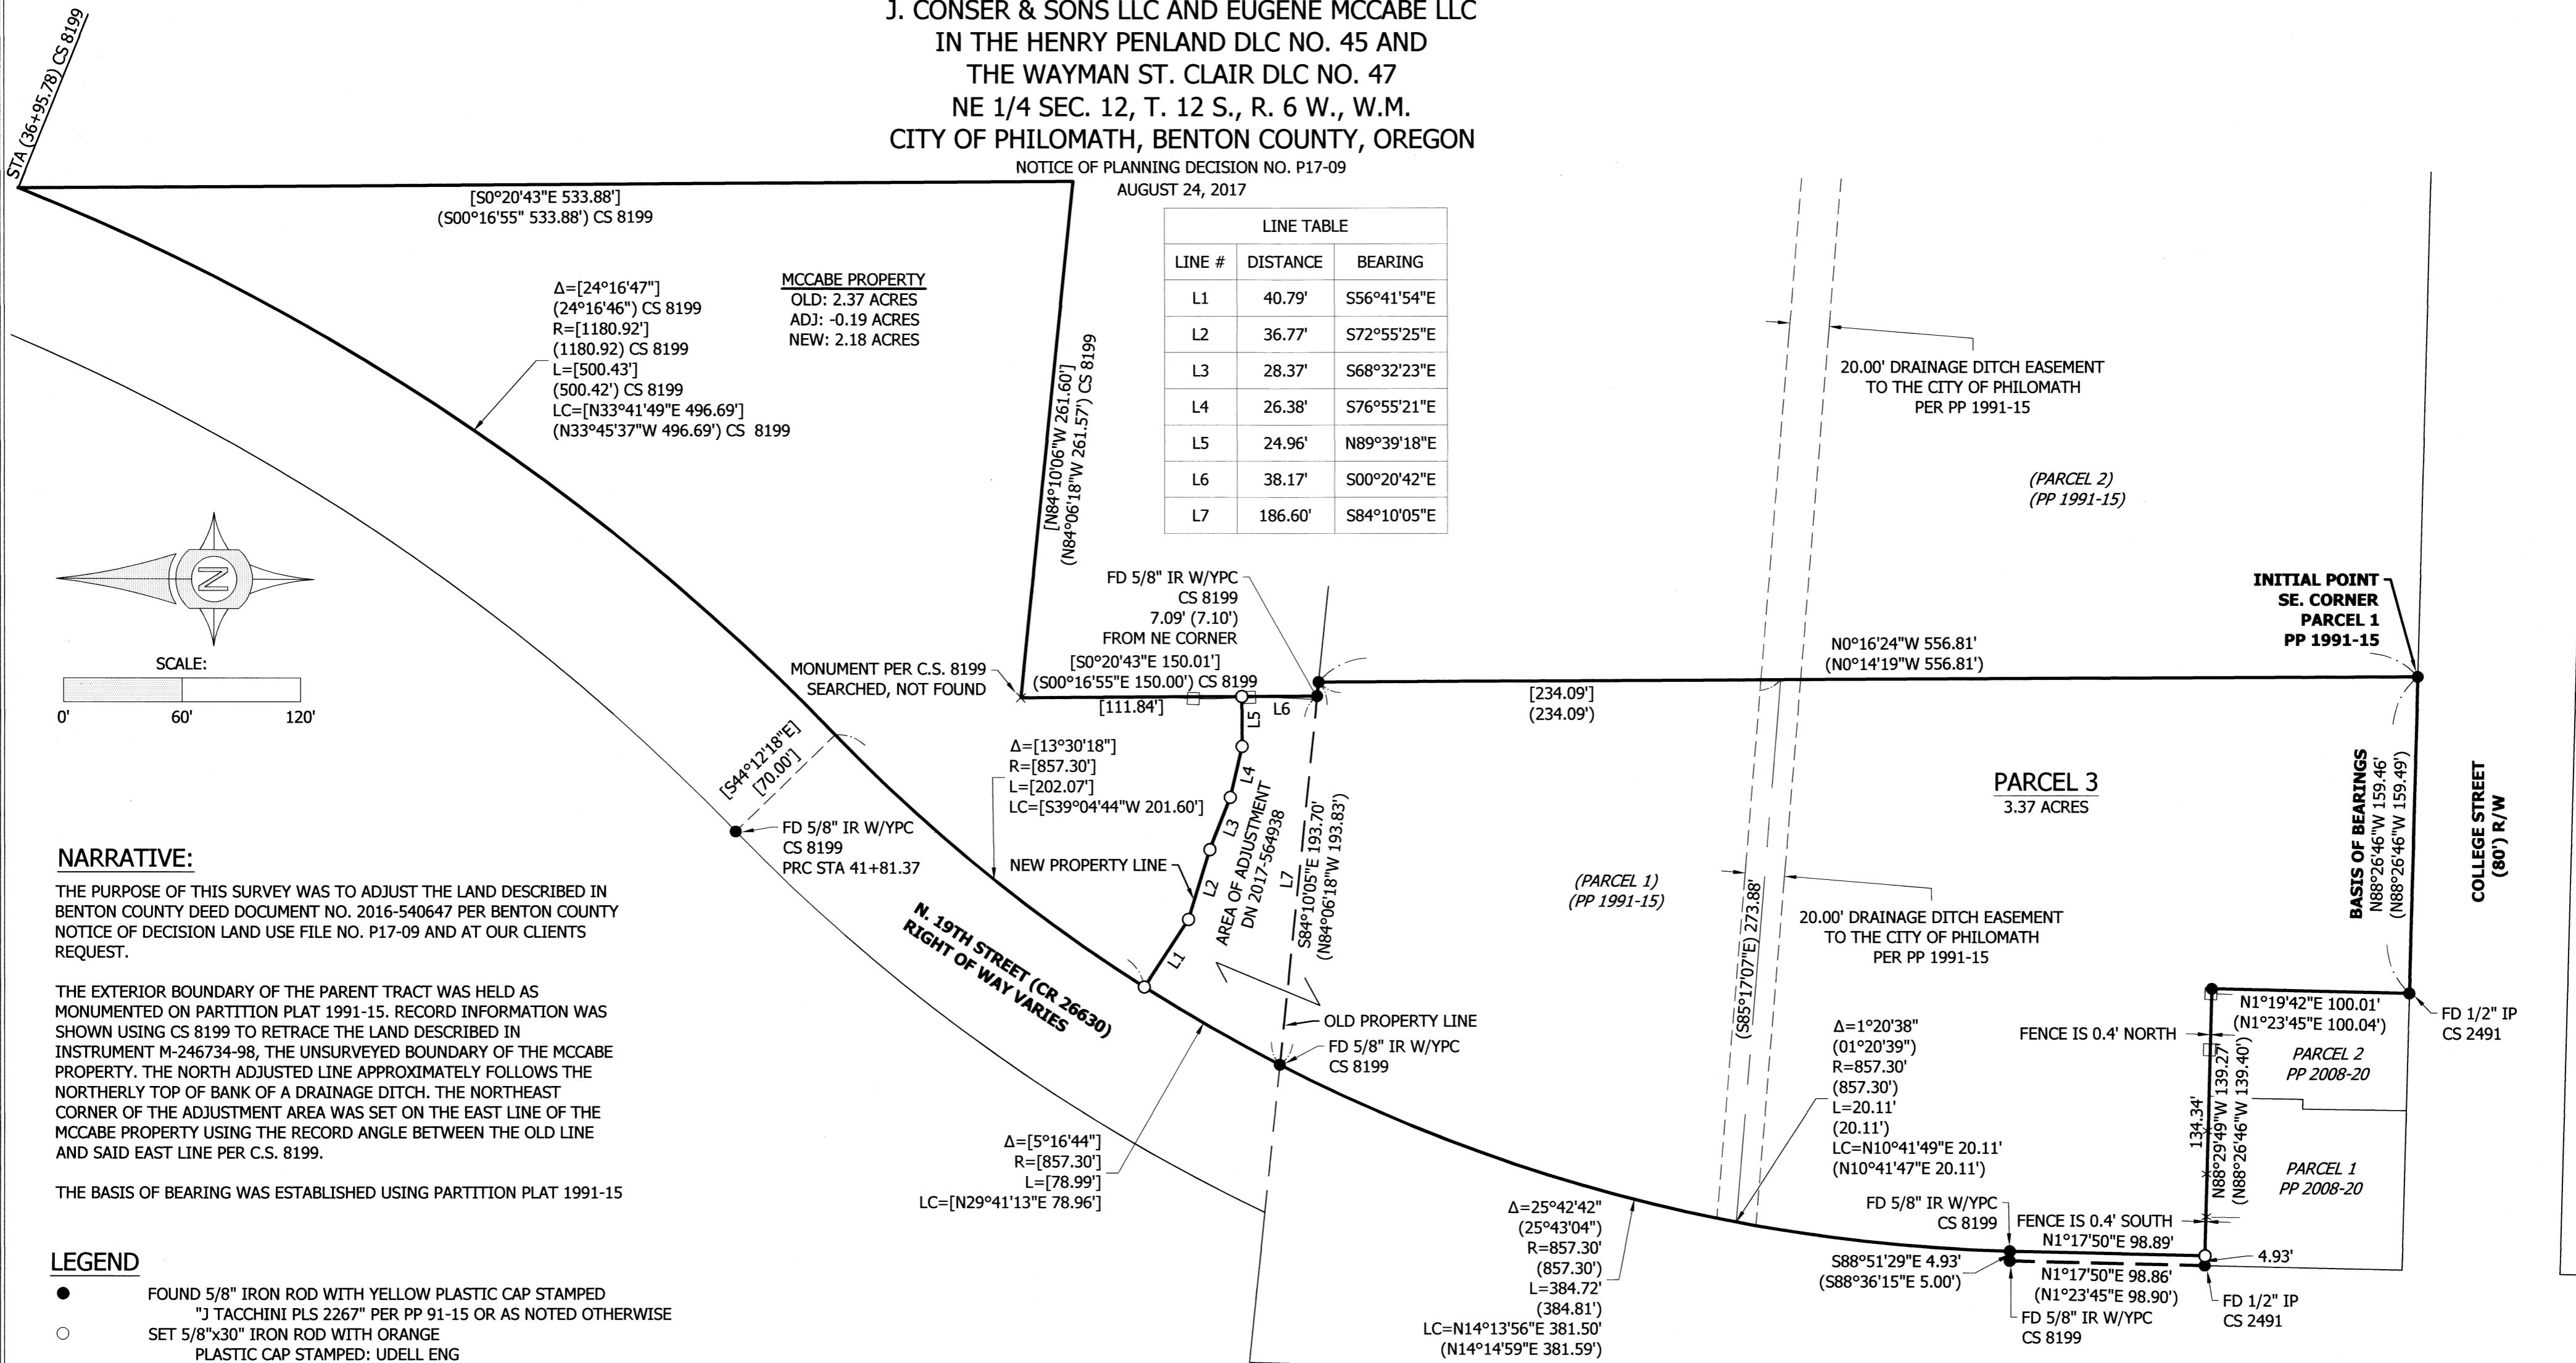 J. CONSER & SONS LLC AND EUGENE MCCABE LLC
IN THE HENRY PENLAND DLC NO. 45 AND
THE WAYMAN ST. CLAIR DLC NO. 47
NE 1/4 SEC. 12, T. 12 S., R. 6 W., W.M.
CITY OF PHILOMATH, BENTON COUNTY, OREGON
NOTICE OF PLANNING DECISION NO. P17-09
AUGUST 24, 2017
STA (36+95.78) CS 8199
[S0°20'43"E 533.88']
(S00°16'55" 533.88') CS 8199
Δ=[24°16'47"]
(24°16'46") CS 8199
R=[1180.92']
(1180.92) CS 8199
L=[500.43']
(500.42') CS 8199
LC=[N33°41'49"E 496.69']
(N33°45'37"W 496.69') CS 8199
MCCABE PROPERTY
OLD: 2.37 ACRES
ADJ: -0.19 ACRES
NEW: 2.18 ACRES
[N84°10'06"W 261.60']
(N84°06'18"W 261.57') CS 8199
LINE TABLE
LINE # DISTANCE BEARING
L1 40.79' S56°41'54"E
L2 36.77' S72°55'25"E
L3 28.37' S68°32'23"E
L4 26.38' S76°55'21"E
L5 24.96' N89°39'18"E
L6 38.17' S00°20'42"E
L7 186.60' S84°10'05"E
20.00' DRAINAGE DITCH EASEMENT
TO THE CITY OF PHILOMATH
PER PP 1991-15
(PARCEL 2)
(PP 1991-15)
N
SCALE:
0' 60' 120'
FD 5/8" IR W/YPC
CS 8199
7.09' (7.10')
FROM NE CORNER
[S0°20'43"E 150.01']
(S00°16'55"E 150.00') CS 8199
[111.84']
L6
L5
MONUMENT PER C.S. 8199
SEARCHED, NOT FOUND
INITIAL POINT
SE. CORNER
PARCEL 1
PP 1991-15
N0°16'24"W 556.81'
(N0°14'19"W 556.81')
[234.09']
(234.09')
[S44°12'18"E]
[70.00']
FD 5/8" IR W/YPC
CS 8199
PRC STA 41+81.37
Δ=[13°30'18"]
R=[857.30']
L=[202.07']
LC=[S39°04'44"W 201.60']
NEW PROPERTY LINE
L4
L3
L2
L1
AREA OF ADJUSTMENT
DN 2017-564938
L7
S84°10'05"E 193.70'
(N84°06'18"W 193.83')
PARCEL 3
3.37 ACRES
BASIS OF BEARINGS
N88°26'46"W 159.46'
(N88°26'46"W 159.49')
COLLEGE STREET
(80') R/W
(PARCEL 1)
(PP 1991-15)
(S85°17'07"E) 273.88'
20.00' DRAINAGE DITCH EASEMENT
TO THE CITY OF PHILOMATH
PER PP 1991-15
N. 19TH STREET (CR 26630)
RIGHT OF WAY VARIES
OLD PROPERTY LINE
FD 5/8" IR W/YPC
CS 8199
N1°19'42"E 100.01'
(N1°23'45"E 100.04')
FD 1/2" IP
CS 2491
FENCE IS 0.4' NORTH
PARCEL 2
PP 2008-20
134.34'
N88°29'49"W 139.27'
(N88°26'46"W 139.40')
PARCEL 1
PP 2008-20
Δ=1°20'38"
(01°20'39")
R=857.30'
(857.30')
L=20.11'
(20.11')
LC=N10°41'49"E 20.11'
(N10°41'47"E 20.11')
FD 5/8" IR W/YPC
CS 8199
FENCE IS 0.4' SOUTH
N1°17'50"E 98.89'
S88°51'29"E 4.93'
(S88°36'15"E 5.00')
4.93'
N1°17'50"E 98.86'
(N1°23'45"E 98.90')
FD 1/2" IP
CS 2491
FD 5/8" IR W/YPC
CS 8199
Δ=[5°16'44"]
R=[857.30']
L=[78.99']
LC=[N29°41'13"E 78.96']
Δ=25°42'42"
(25°43'04")
R=857.30'
(857.30')
L=384.72'
(384.81')
LC=N14°13'56"E 381.50'
(N14°14'59"E 381.59')
NARRATIVE:
THE PURPOSE OF THIS SURVEY WAS TO ADJUST THE LAND DESCRIBED IN
BENTON COUNTY DEED DOCUMENT NO. 2016-540647 PER BENTON COUNTY
NOTICE OF DECISION LAND USE FILE NO. P17-09 AND AT OUR CLIENTS
REQUEST.
THE EXTERIOR BOUNDARY OF THE PARENT TRACT WAS HELD AS
MONUMENTED ON PARTITION PLAT 1991-15. RECORD INFORMATION WAS
SHOWN USING CS 8199 TO RETRACE THE LAND DESCRIBED IN
INSTRUMENT M-246734-98, THE UNSURVEYED BOUNDARY OF THE MCCABE
PROPERTY. THE NORTH ADJUSTED LINE APPROXIMATELY FOLLOWS THE
NORTHERLY TOP OF BANK OF A DRAINAGE DITCH. THE NORTHEAST
CORNER OF THE ADJUSTMENT AREA WAS SET ON THE EAST LINE OF THE
MCCABE PROPERTY USING THE RECORD ANGLE BETWEEN THE OLD LINE
AND SAID EAST LINE PER C.S. 8199.
THE BASIS OF BEARING WAS ESTABLISHED USING PARTITION PLAT 1991-15
LEGEND
FOUND 5/8" IRON ROD WITH YELLOW PLASTIC CAP STAMPED
"J TACCHINI PLS 2267" PER PP 91-15 OR AS NOTED OTHERWISE
SET 5/8"x30" IRON ROD WITH ORANGE
PLASTIC CAP STAMPED: UDELL ENG